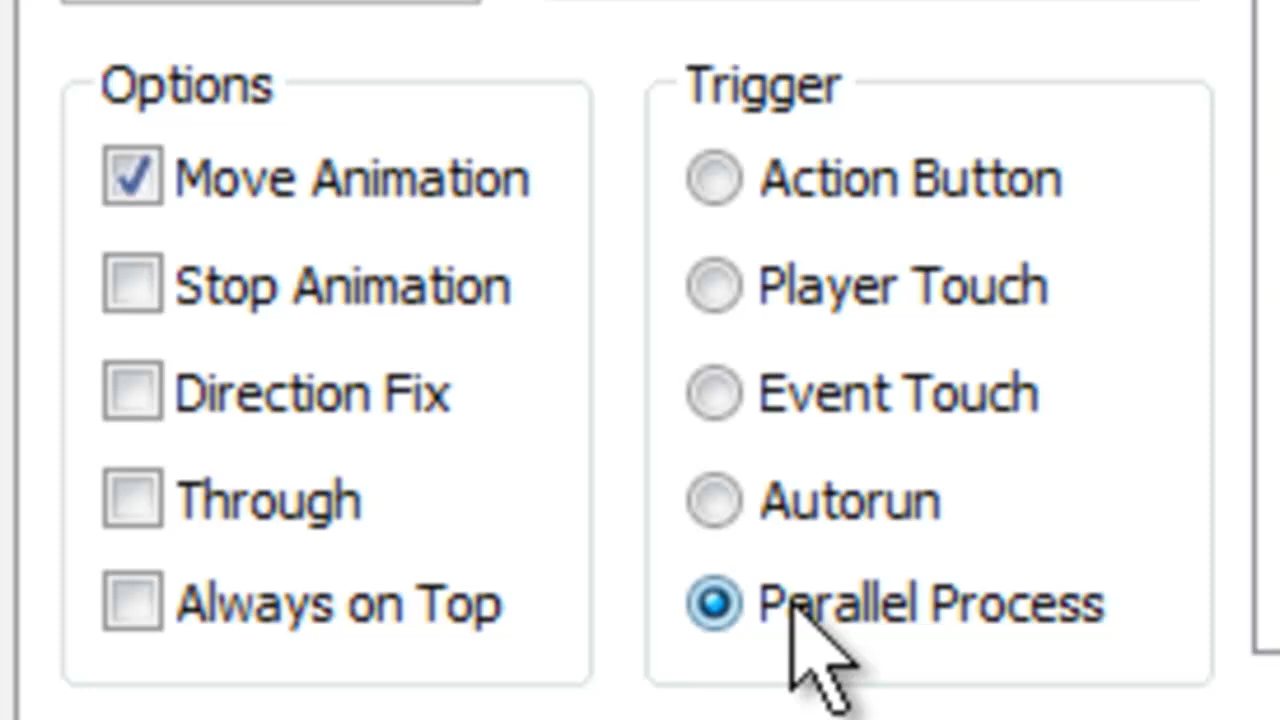 Options
Move Animation
Stop Animation
Direction Fix
Through
Always on Top
Trigger
Action Button
Player Touch
Event Touch
Autorun
Parallel Process